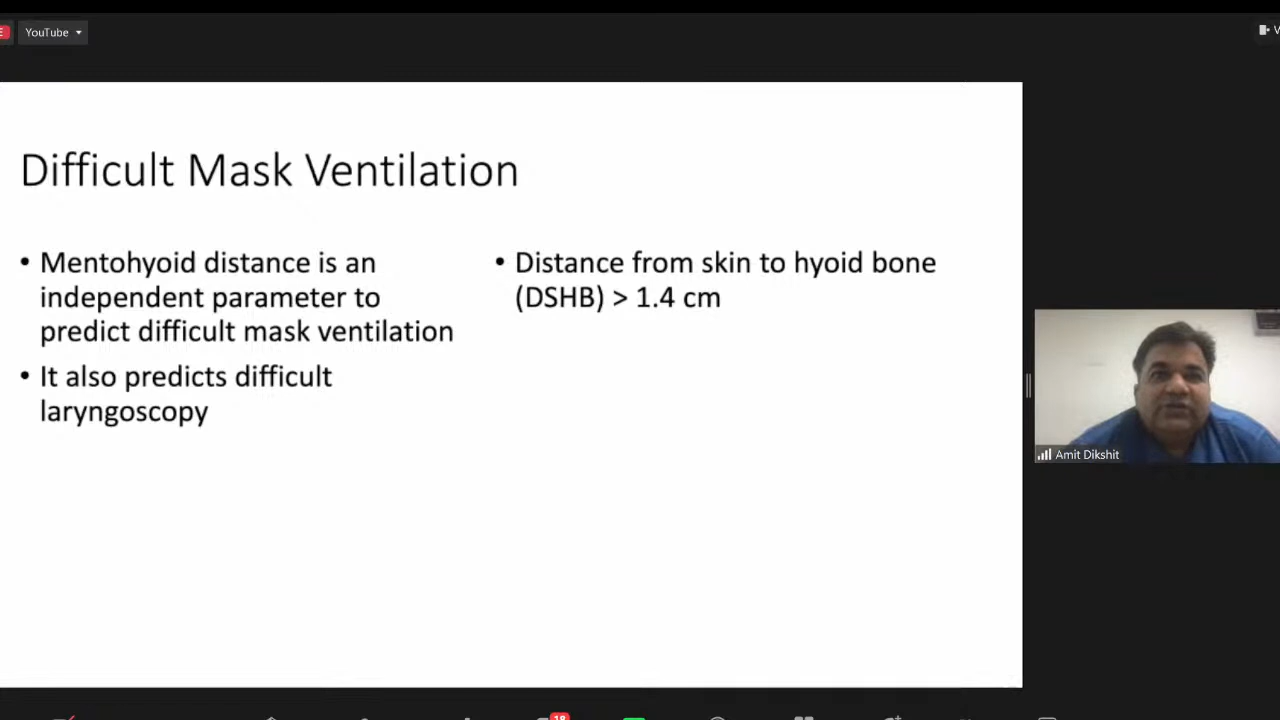 YouTube
Difficult Mask Ventilation
• Mentohyoid distance is an
independent parameter to
predict difficult mask ventilation
• It also predicts difficult
laryngoscopy
• Distance from skin to hyoid bone
(DSHB) > 1.4 cm
Amit Dikshit
18